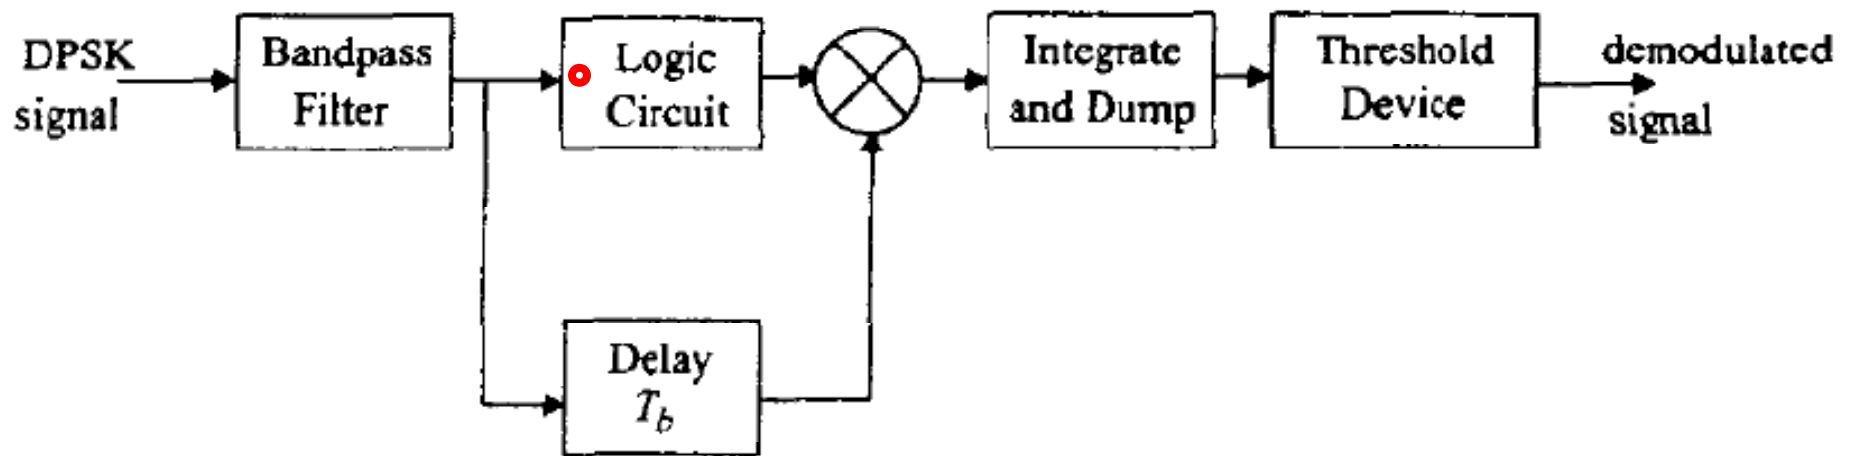 DPSK
signal
Bandpass
Filter
Logic
Circuit
Integrate
and Dump
Threshold
Device
demodulated
signal
Delay
T_b